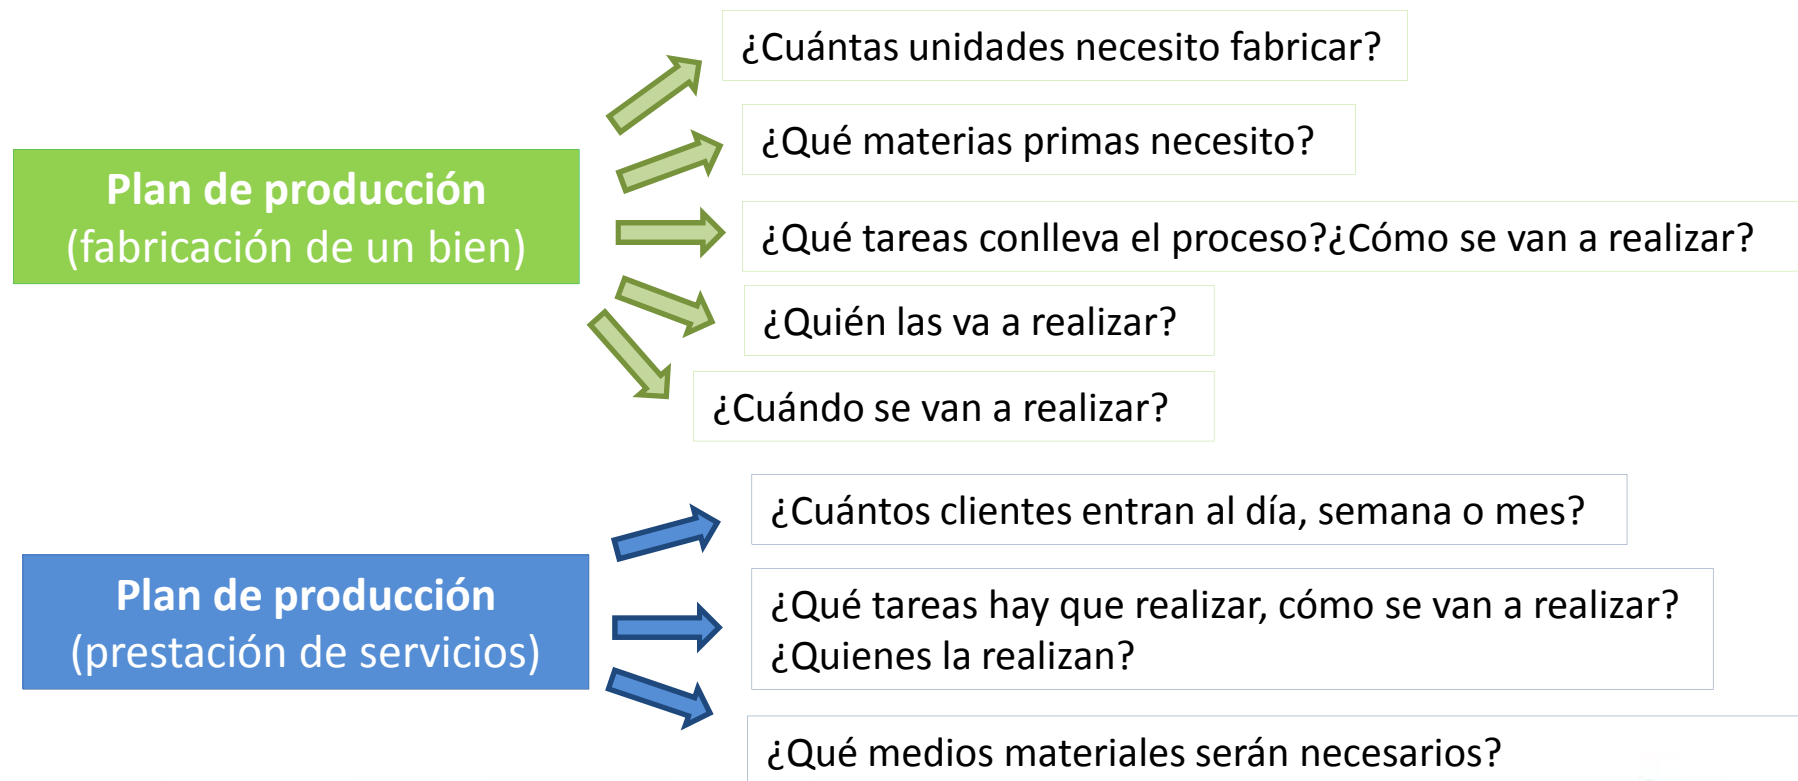 ¿Cuántas unidades necesito fabricar?
¿Qué materias primas necesito?
Plan de producción
(fabricación de un bien)
¿Qué tareas conlleva el proceso?¿Cómo se van a realizar?
¿Quién las va a realizar?
¿Cuándo se van a realizar?
¿Cuántos clientes entran al día, semana o mes?
Plan de producción
(prestación de servicios)
¿Qué tareas hay que realizar, cómo se van a realizar?
¿Quienes la realizan?
¿Qué medios materiales serán necesarios?